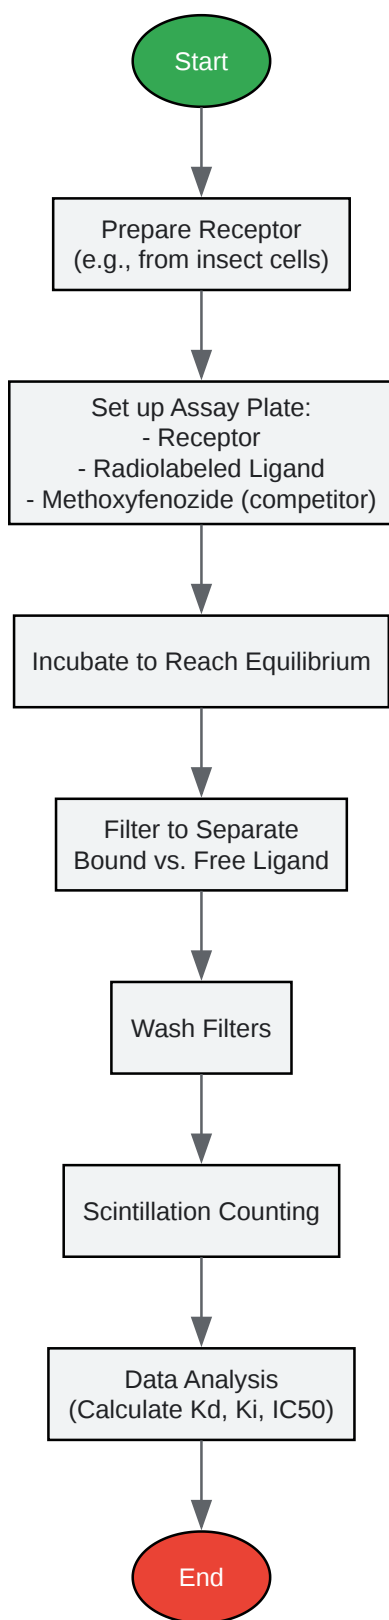 Start
Prepare Receptor
(e.g., from insect cells)
Set up Assay Plate:
- Receptor
- Radiolabeled Ligand
- Methoxyfenozide (competitor)
Incubate to Reach Equilibrium
Filter to Separate
Bound vs. Free Ligand
Wash Filters
Scintillation Counting
Data Analysis
(Calculate Kd, Ki, IC50)
End